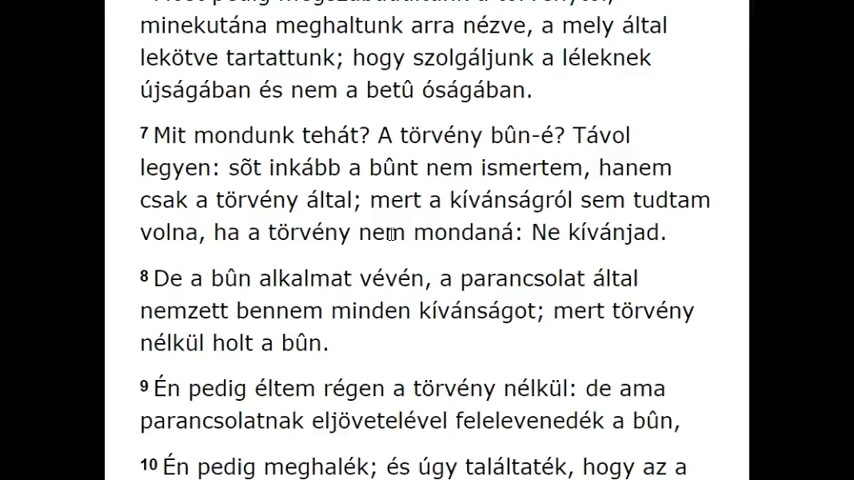 minekutána meghaltunk arra nézve, a mely által
lekötve tartattunk; hogy szolgáljunk a léleknek
újságában és nem a betû óságában.
7 Mit mondunk tehát? A törvény bûn-é? Távol
legyen: sõt inkább a bûnt nem ismertem, hanem
csak a törvény által; mert a kívánságról sem tudtam
volna, ha a törvény nem mondaná: Ne kívánjad.
8 De a bûn alkalmat vévén, a parancsolat által
nemzett bennem minden kívánságot; mert törvény
nélkül holt a bûn.
9 Én pedig éltem régen a törvény nélkül: de ama
parancsolatnak eljövetelével felelevenedék a bûn,
10 Én pedig meghalék; és úgy találtaték, hogy az a